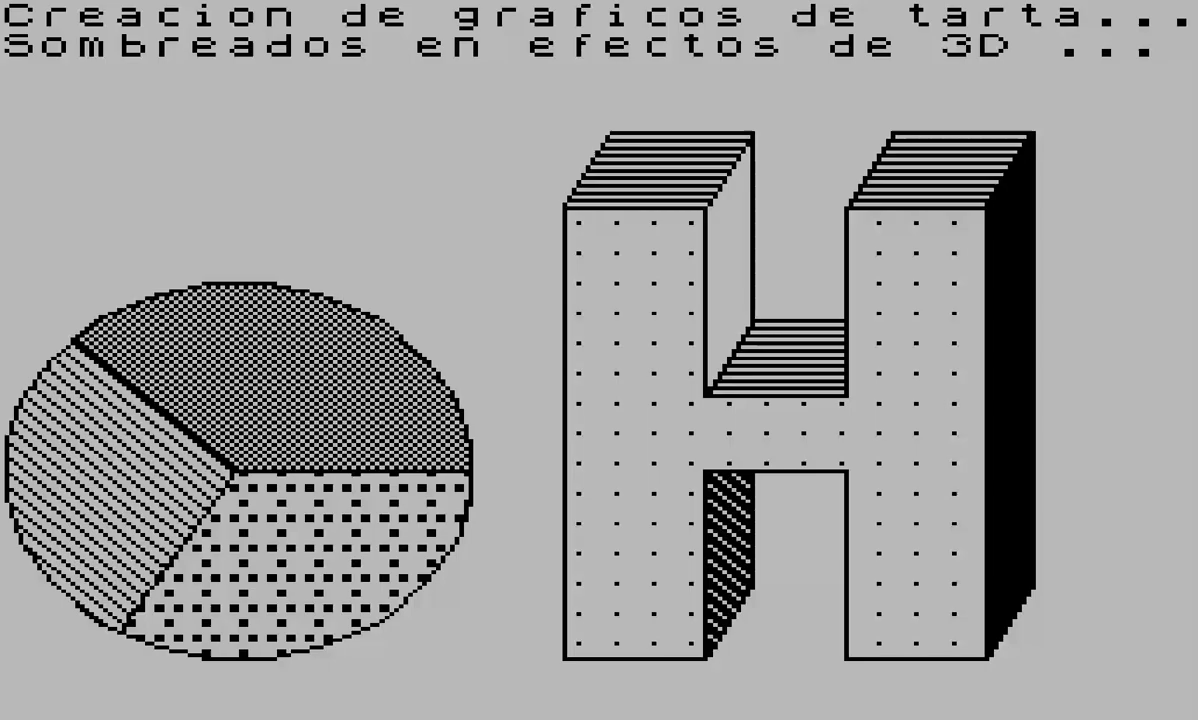 Creacion de graficos de tarta...
Sombreados en efectos de 3D ...
H